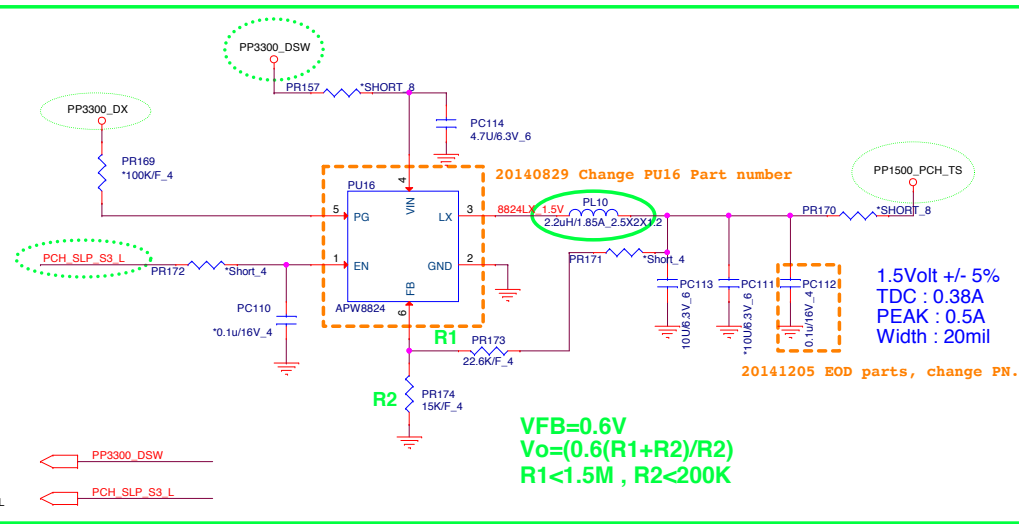 PP3300_DSW
PR157
*SHORT_8
PP3300_DX
PC114
4.7U/6.3V_6
PR169
*100K/F_4
20140829 Change PU16 Part number
PU16
4
VIN
5
PG
LX
3
8824LX_1.5V
PL10
2.2uH/1.85A_2.5X2X1.2
PP1500_PCH_TS
PR170
*SHORT_8
PCH_SLP_S3_L
PR172
*Short_4
1
EN
GND
2
FB
6
APW8824
PR171
*Short_4
PC110
*0.1u/16V_4
PC113
10U/6.3V_6
PC111
*10U/6.3V_6
PC112
0.1u/16V_4
1.5Volt +/- 5%
TDC : 0.38A
PEAK : 0.5A
Width : 20mil
R1
PR173
22.6K/F_4
20141205 EOD parts, change PN.
R2
PR174
15K/F_4
VFB=0.6V
Vo=(0.6(R1+R2)/R2)
R1<1.5M , R2<200K
PP3300_DSW
PCH_SLP_S3_L
L